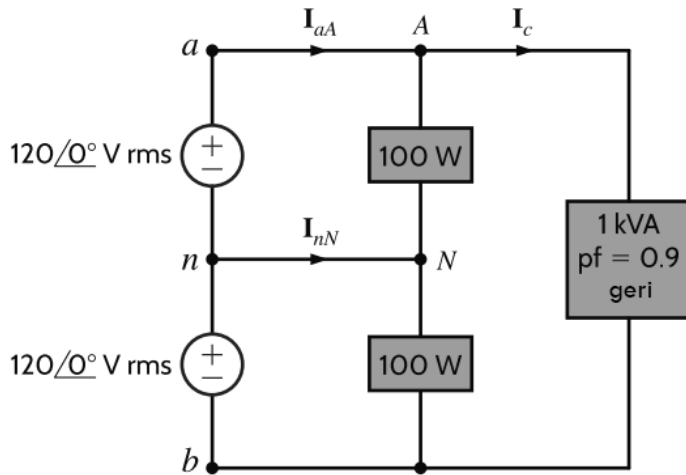 I_aA
A
I_c
a
120/0° V rms
+
−
100 W
I_nN
n
N
1 kVA
pf = 0.9
geri
120/0° V rms
+
−
100 W
b